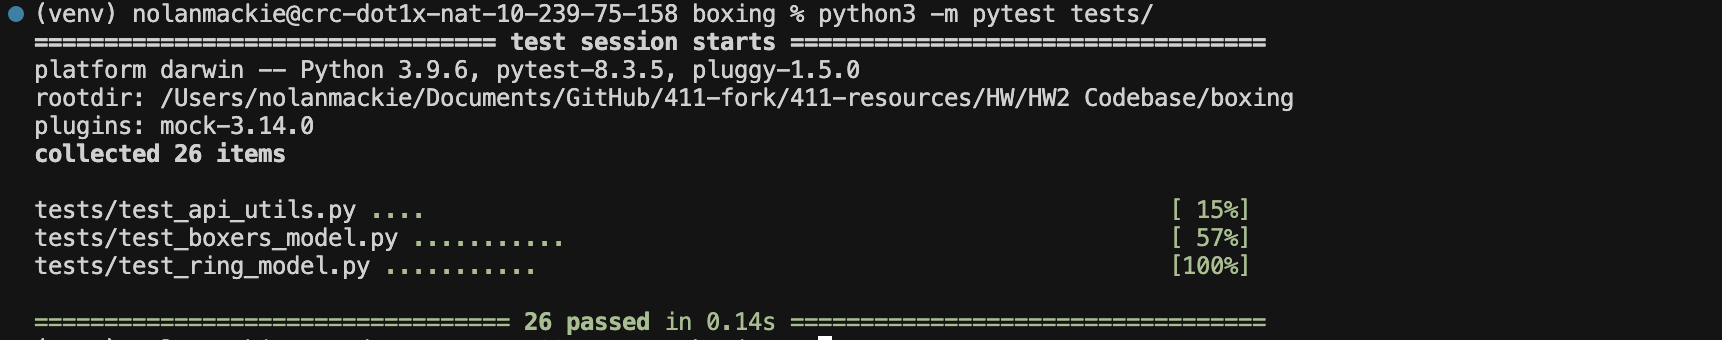 (venv) nolanmackie@crc-dot1x-nat-10-239-75-158 boxing % python3 -m pytest tests/
================================= test session starts ==================================
platform darwin -- Python 3.9.6, pytest-8.3.5, pluggy-1.5.0
rootdir: /Users/nolanmackie/Documents/GitHub/411-fork/411-resources/HW/HW2 Codebase/boxing
plugins: mock-3.14.0
collected 26 items
tests/test_api_utils.py .... [ 15%]
tests/test_boxers_model.py ........... [ 57%]
tests/test_ring_model.py ........... [100%]
================================== 26 passed in 0.14s ==================================